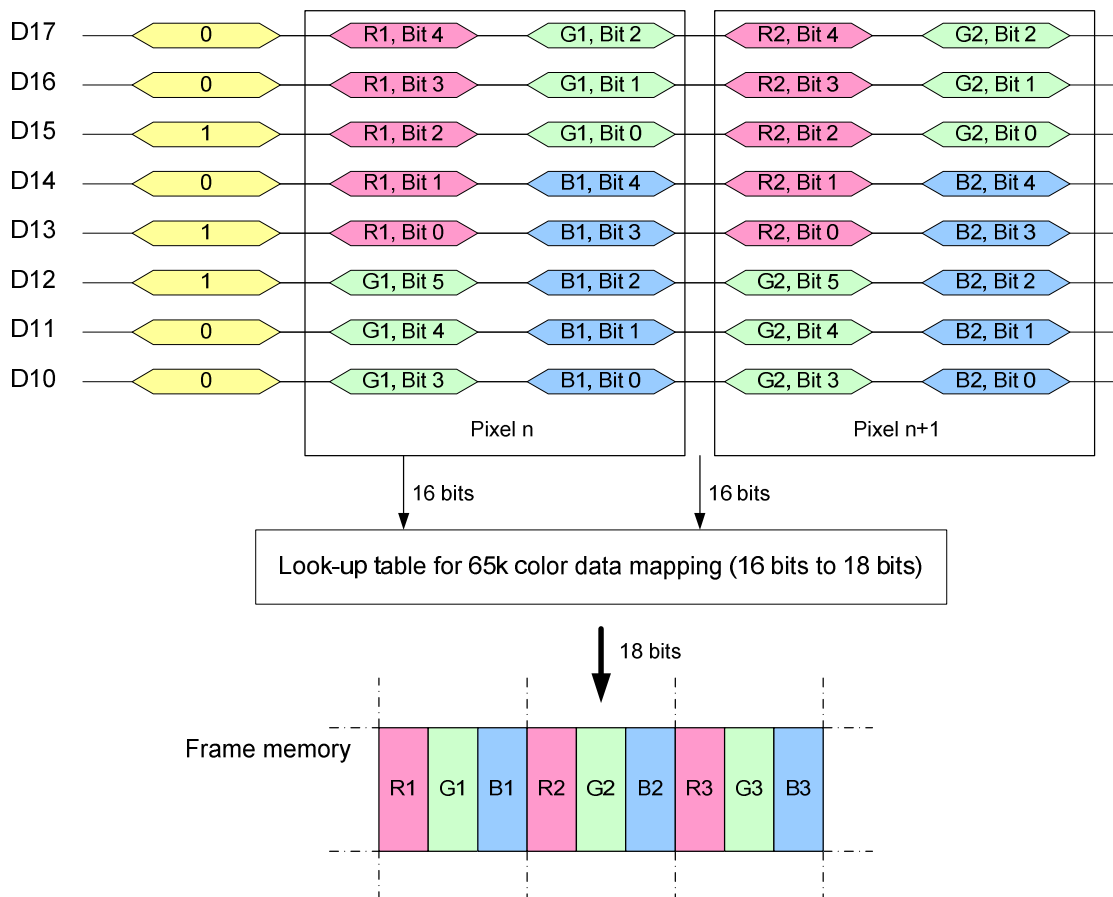 D17 0 R1, Bit 4 G1, Bit 2 R2, Bit 4 G2, Bit 2
D16 0 R1, Bit 3 G1, Bit 1 R2, Bit 3 G2, Bit 1
D15 1 R1, Bit 2 G1, Bit 0 R2, Bit 2 G2, Bit 0
D14 0 R1, Bit 1 B1, Bit 4 R2, Bit 1 B2, Bit 4
D13 1 R1, Bit 0 B1, Bit 3 R2, Bit 0 B2, Bit 3
D12 1 G1, Bit 5 B1, Bit 2 G2, Bit 5 B2, Bit 2
D11 0 G1, Bit 4 B1, Bit 1 G2, Bit 4 B2, Bit 1
D10 0 G1, Bit 3 B1, Bit 0 G2, Bit 3 B2, Bit 0
Pixel n Pixel n+1
16 bits 16 bits
Look-up table for 65k color data mapping (16 bits to 18 bits)
18 bits
Frame memory
R1 G1 B1 R2 G2 B2 R3 G3 B3